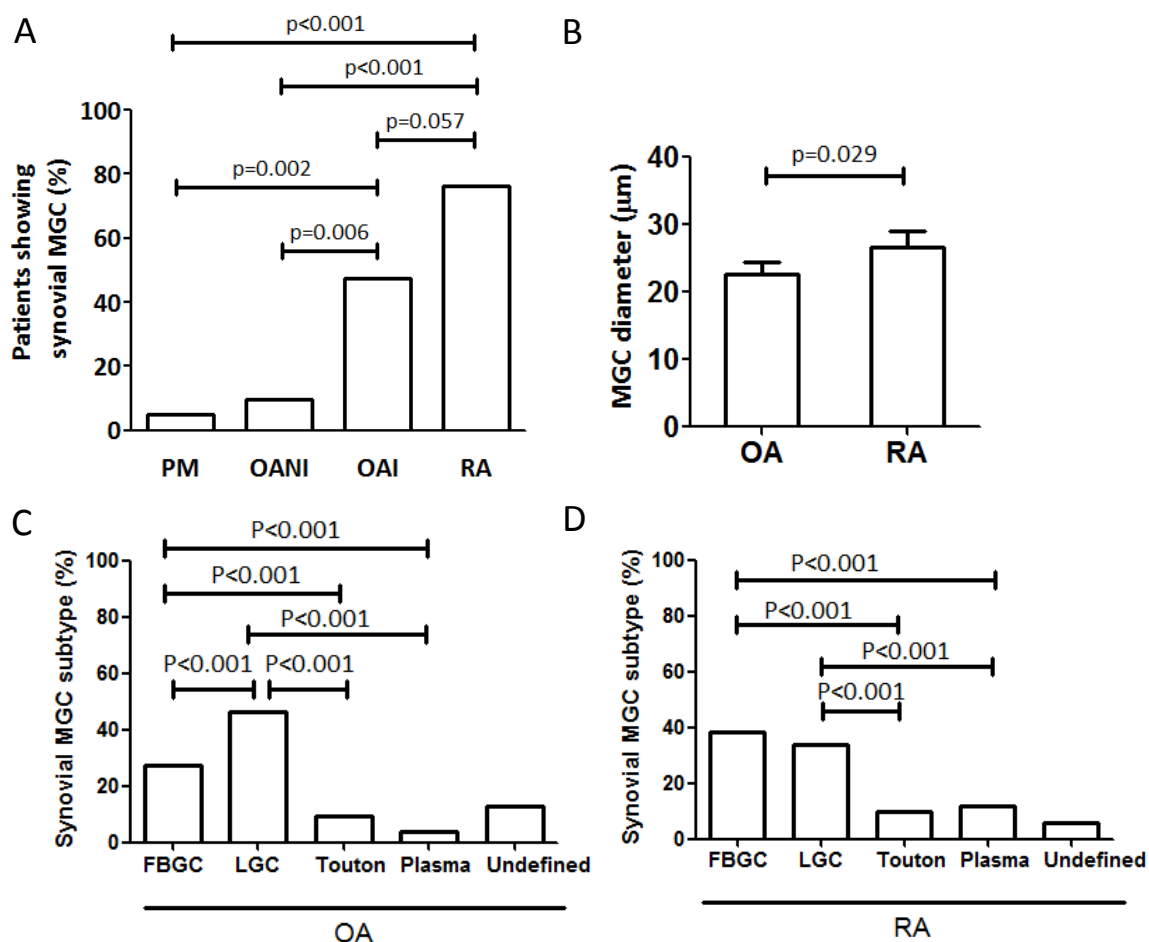 A
p<0.001
p<0.001
p=0.057
p=0.002
p=0.006
Patients showing
synovial MGC (%)
100
80
60
40
20
0
PM OANI OAI RA
B
p=0.029
MGC diameter (μm)
40
30
20
10
0
OA RA
C
P<0.001
P<0.001
P<0.001
P<0.001 P<0.001
Synovial MGC subtype (%)
100
80
60
40
20
0
FBGC LGC Touton Plasma Undefined
OA
D
P<0.001
P<0.001
P<0.001
P<0.001
Synovial MGC subtype (%)
100
80
60
40
20
0
FBGC LGC Touton Plasma Undefined
RA